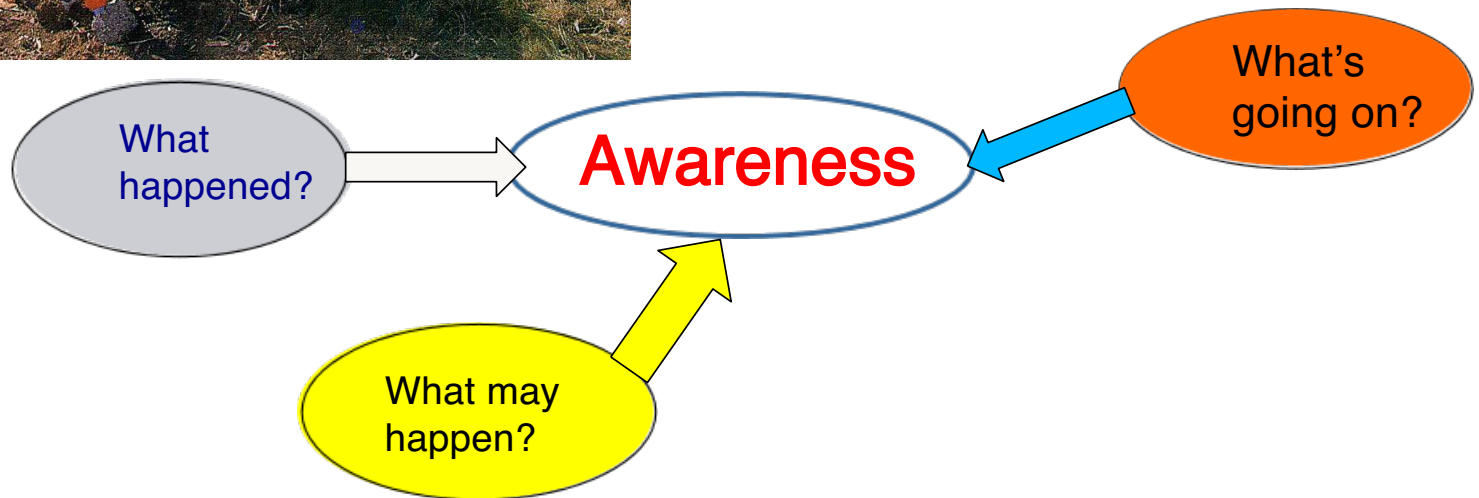 What's
going on?
What
happened?
Awareness
What may
happen?